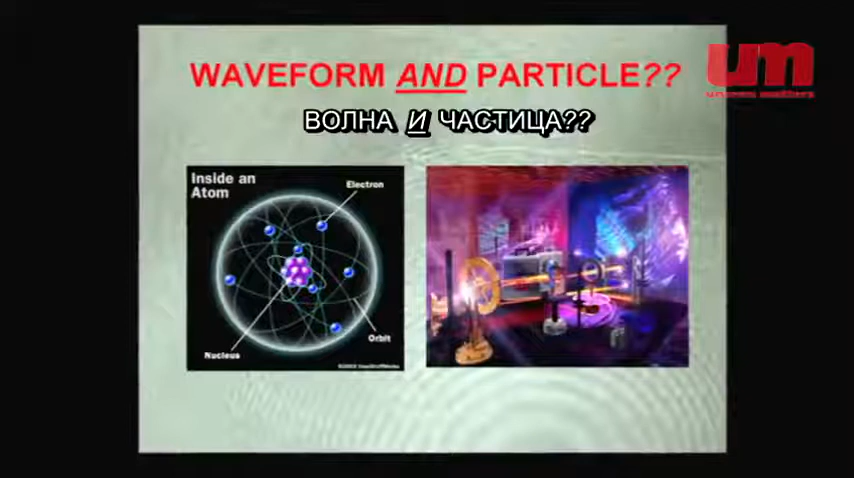 WAVEFORM AND PARTICLE??
um
ВОЛНА И ЧАСТИЦА??
Inside an
Atom
Electron
Orbit
Nucleus